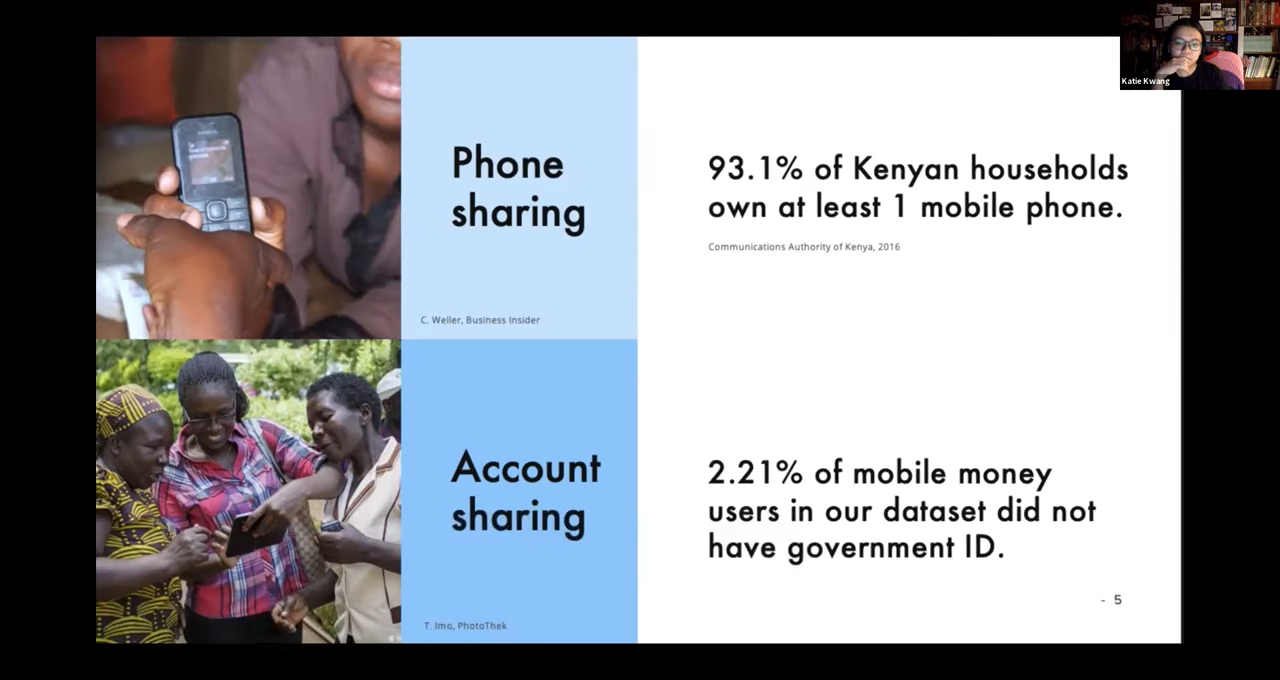 Katie Kwang
Phone
sharing
C. Weller, Business Insider
93.1% of Kenyan households
own at least 1 mobile phone.
Communications Authority of Kenya, 2016
Account
sharing
T. Imo, PhotoThek
2.21% of mobile money
users in our dataset did not
have government ID.
- 5